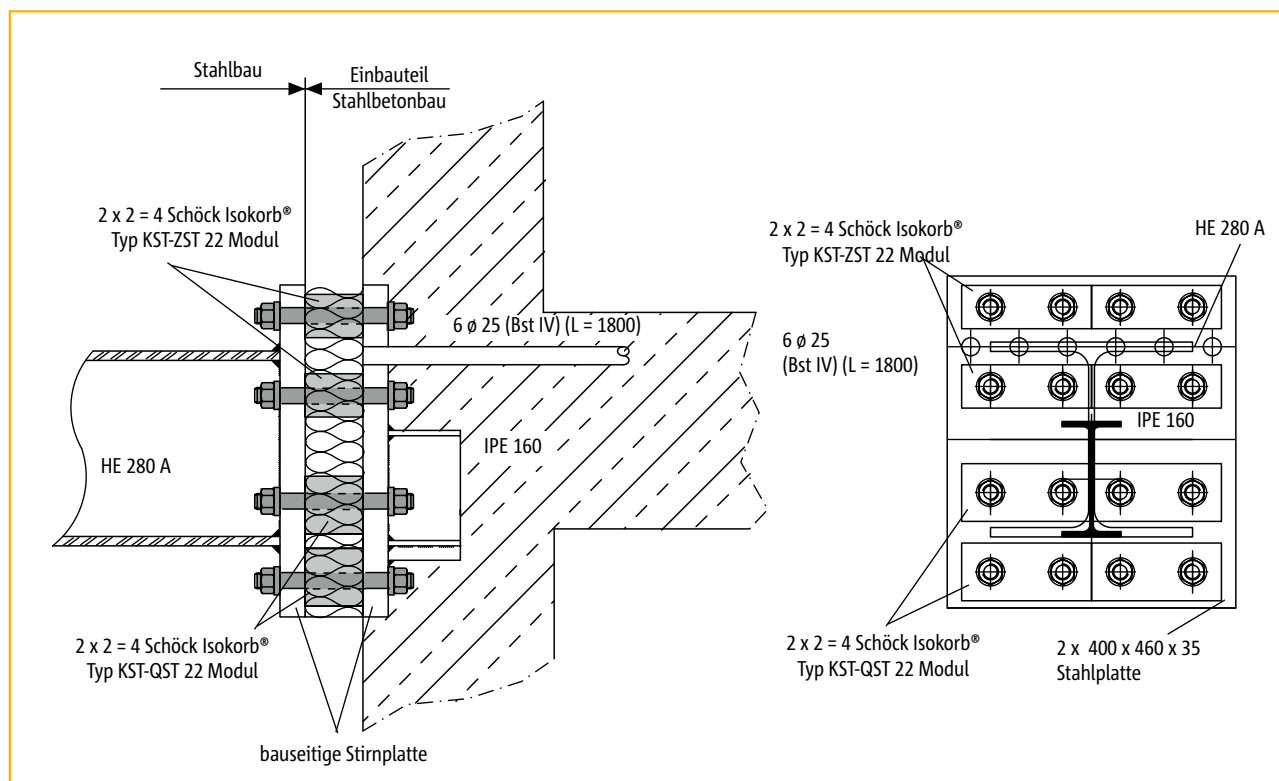 Stahlbau
Einbauteil
Stahlbetonbau
2 x 2 = 4 Schöck Isokorb®
Typ KST-ZST 22 Modul
6 ø 25 (Bst IV) (L = 1800)
HE 280 A
IPE 160
2 x 2 = 4 Schöck Isokorb®
Typ KST-QST 22 Modul
bauseitige Stirnplatte
2 x 2 = 4 Schöck Isokorb®
Typ KST-ZST 22 Modul
HE 280 A
6 ø 25
(Bst IV) (L = 1800)
IPE 160
2 x 2 = 4 Schöck Isokorb®
Typ KST-QST 22 Modul
2 x 400 x 460 x 35
Stahlplatte